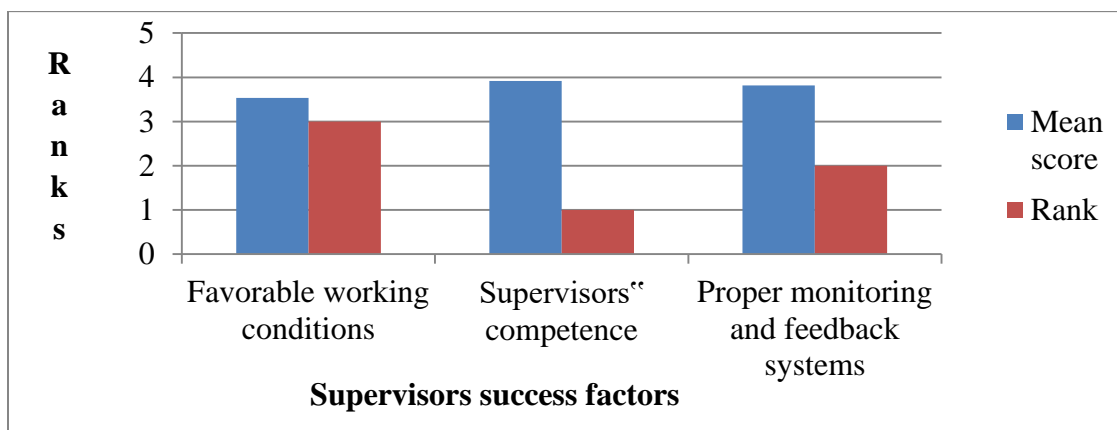 Ranks
5
4
3
2
1
0
Favorable working
conditions
Supervisors‟
competence
Proper monitoring
and feedback
systems
Supervisors success factors
Mean
score
Rank